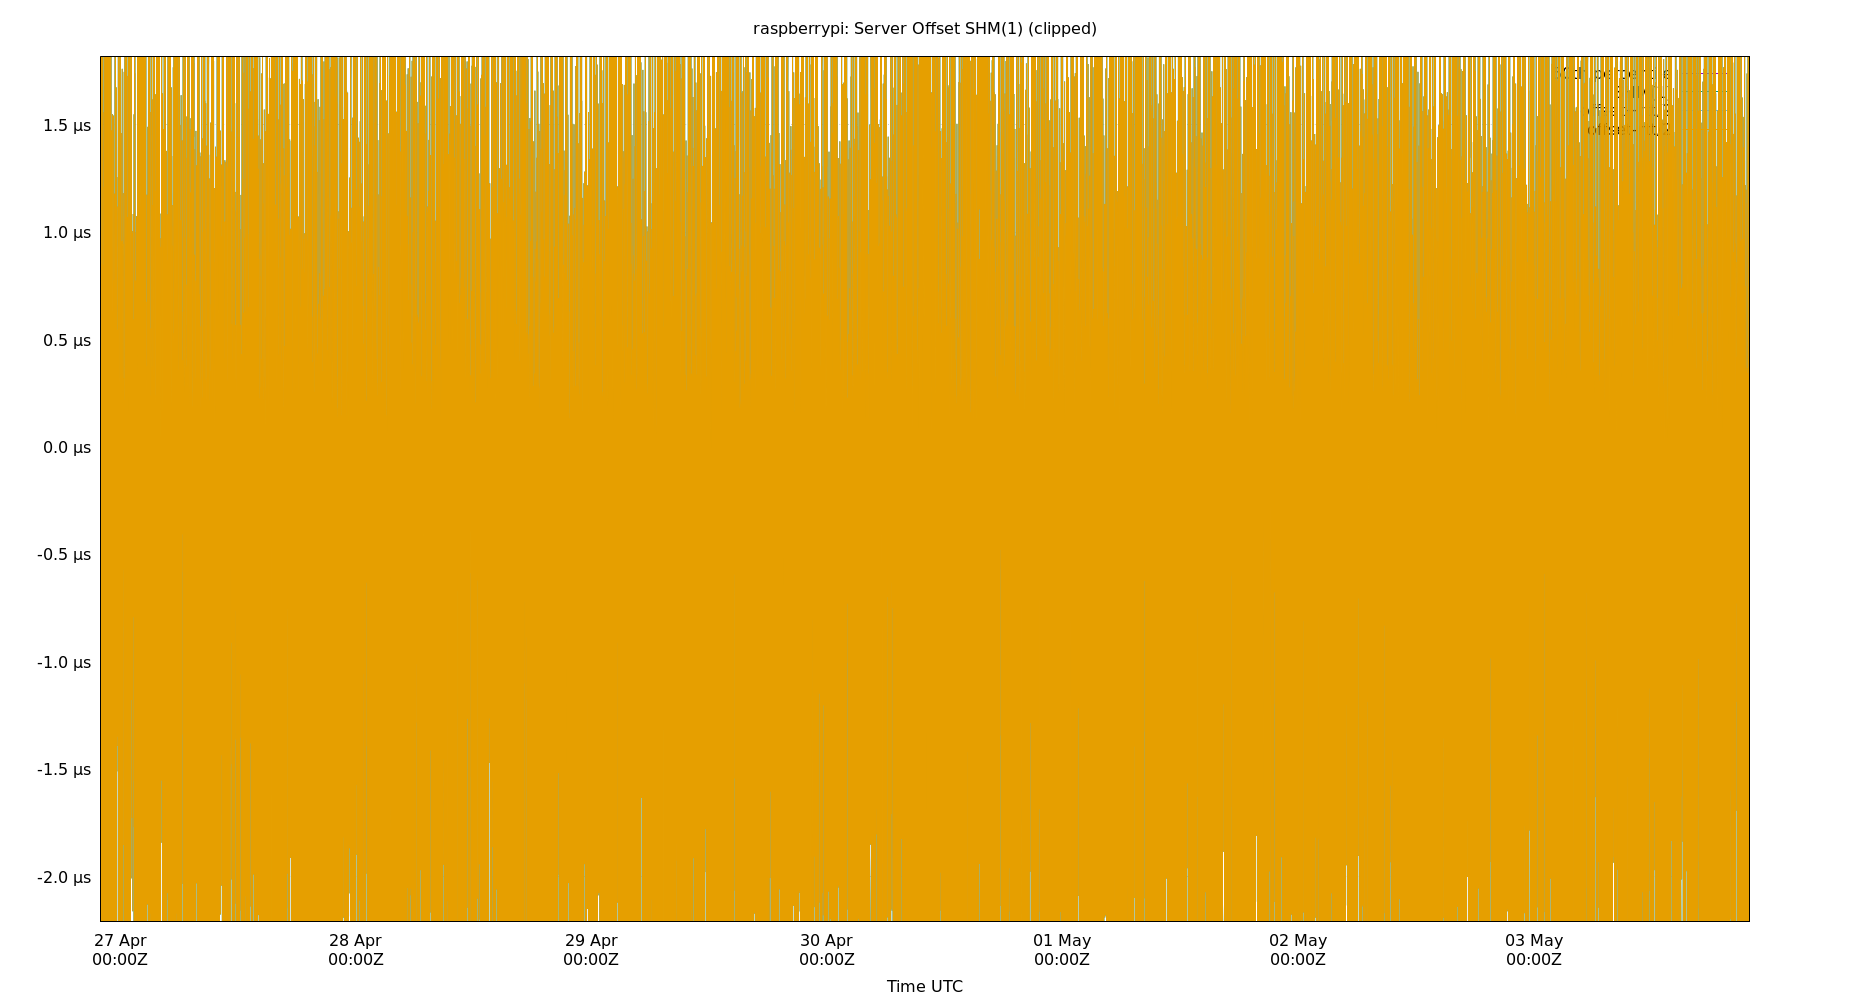 raspberrypi: Server Offset SHM(1) (clipped)
1.5 µs
1.0 µs
0.5 µs
0.0 µs
-0.5 µs
-1.0 µs
-1.5 µs
-2.0 µs
27 Apr 28 Apr 29 Apr 30 Apr 01 May 02 May 03 May
00:00Z 00:00Z 00:00Z 00:00Z 00:00Z 00:00Z 00:00Z
Time UTC